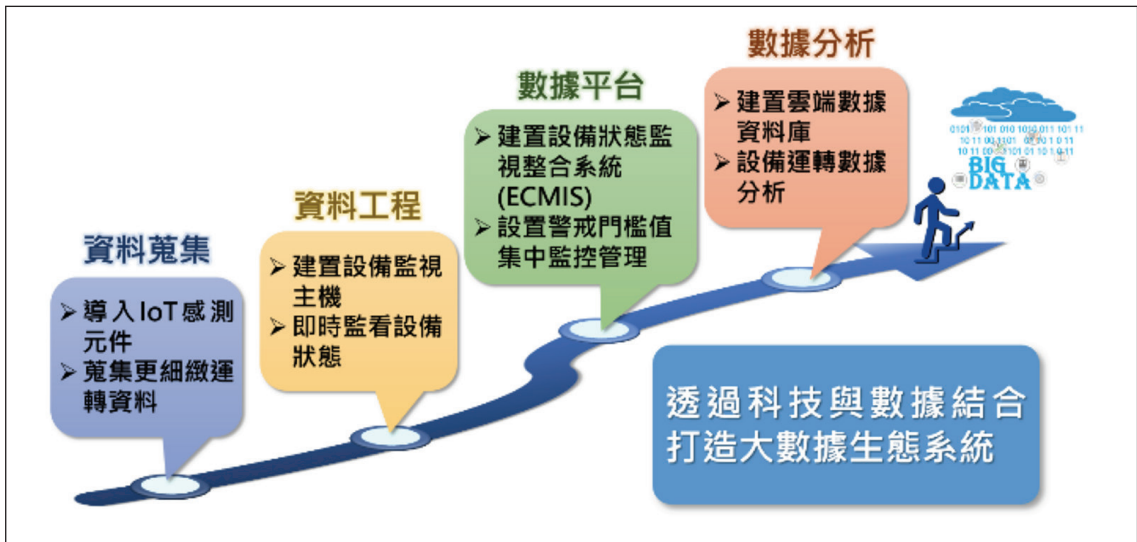 資料蒐集
➢ 導入IoT感測
元件
➢ 蒐集更細緻運
轉資料
資料工程
➢ 建置設備監視
主機
➢ 即時監看設備
狀態
數據平台
➢ 建置設備狀態監
視整合系統
(ECMIS)
➢ 設置警戒門檻值
集中監控管理
數據分析
➢ 建置雲端數據
資料庫
➢ 設備運轉數據
分析
BIG
DATA
透過科技與數據結合
打造大數據生態系統